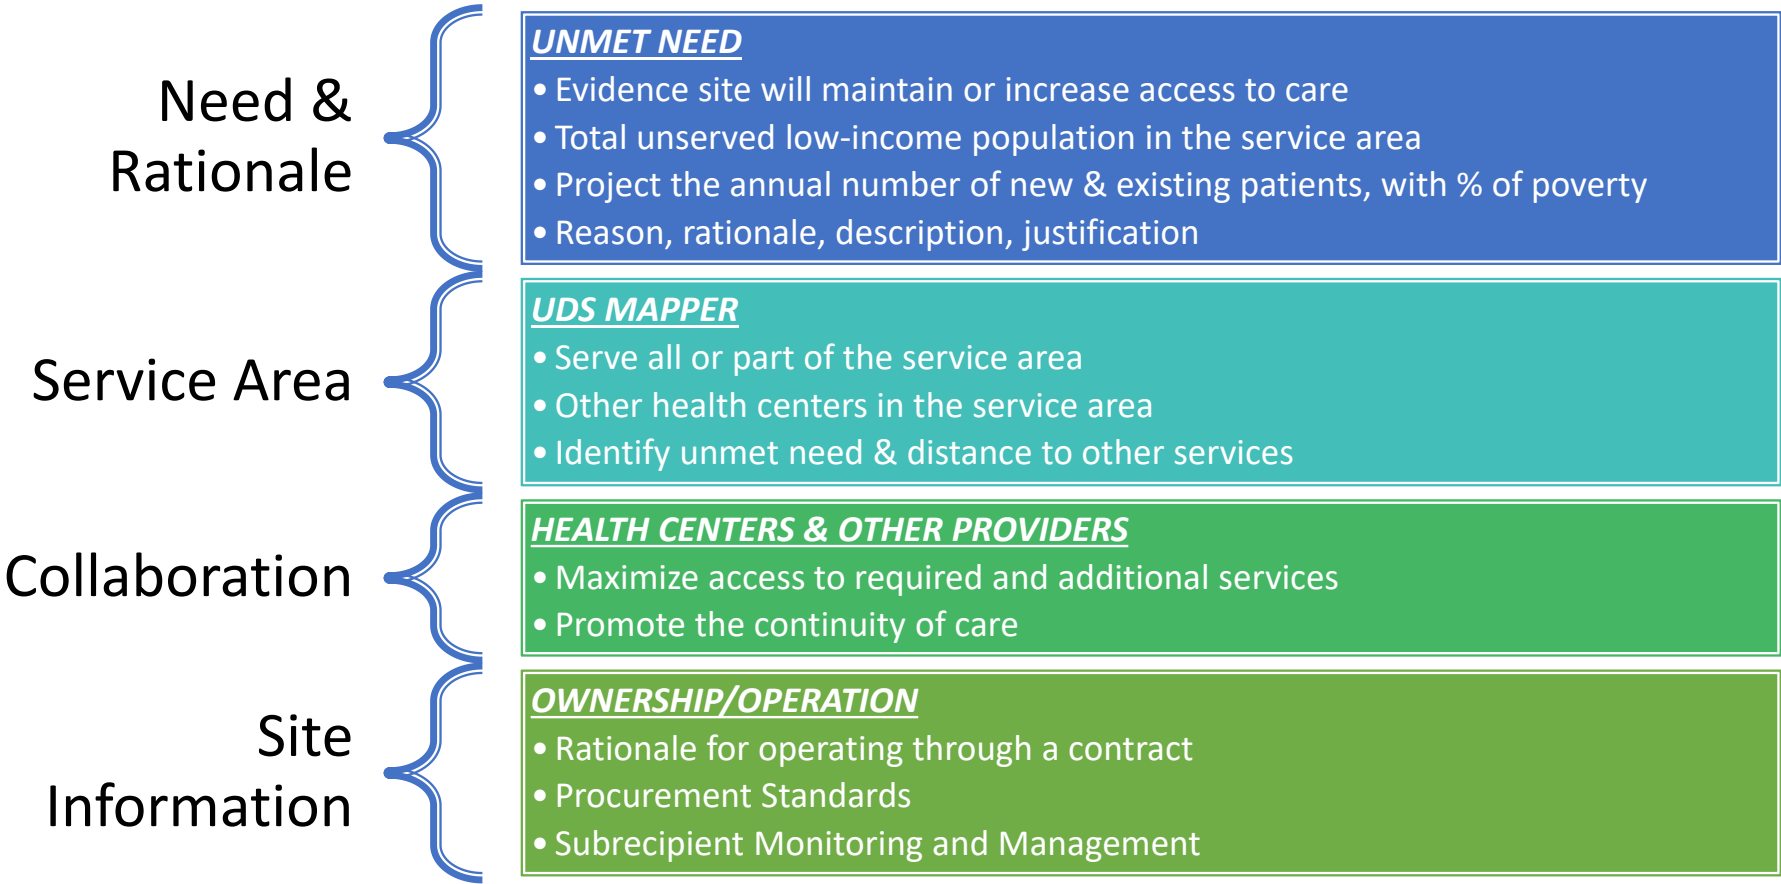 Need &
Rationale
UNMET NEED
• Evidence site will maintain or increase access to care
• Total unserved low-income population in the service area
• Project the annual number of new & existing patients, with % of poverty
• Reason, rationale, description, justification
Service Area
UDS MAPPER
• Serve all or part of the service area
• Other health centers in the service area
• Identify unmet need & distance to other services
Collaboration
HEALTH CENTERS & OTHER PROVIDERS
• Maximize access to required and additional services
• Promote the continuity of care
Site
Information
OWNERSHIP/OPERATION
• Rationale for operating through a contract
• Procurement Standards
• Subrecipient Monitoring and Management